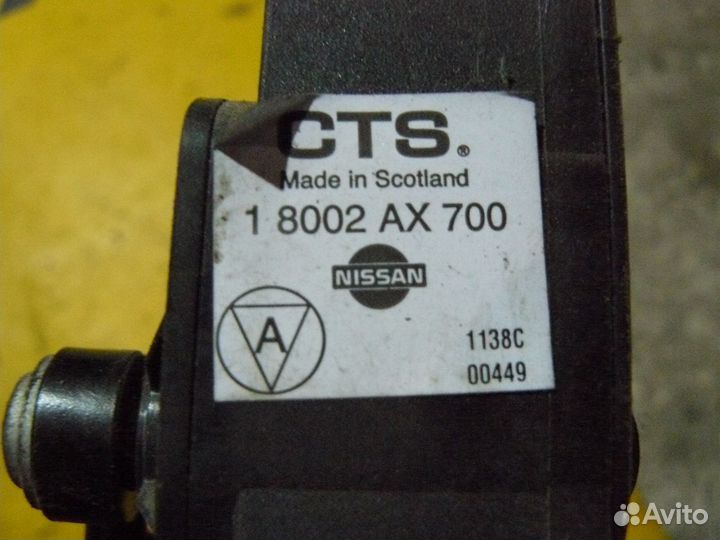 CTS.®
Made in Scotland
1 8002 AX 700
NISSAN
A
1138C
00449
Avito